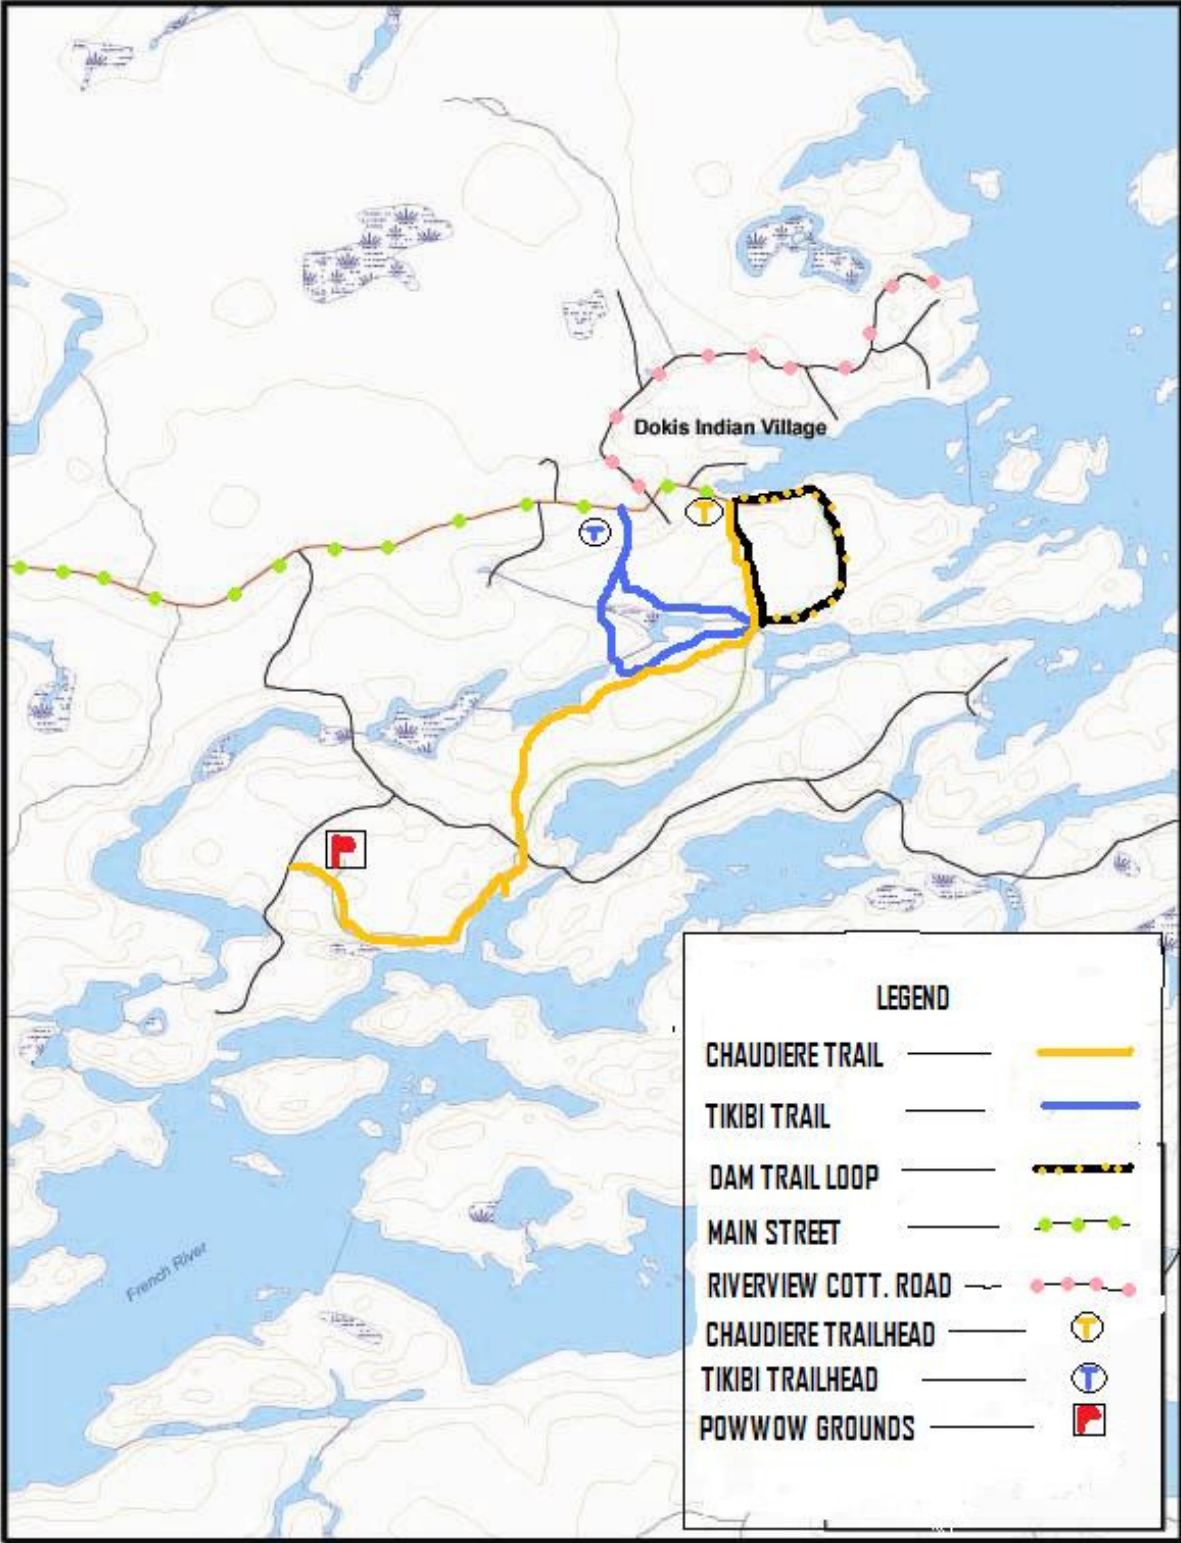 Dokis Indian Village
T
T
P
French River
LEGEND
CHAUDIERE TRAIL
TIKIBI TRAIL
DAM TRAIL LOOP
MAIN STREET
RIVERVIEW COTT. ROAD
CHAUDIERE TRAILHEAD T
TIKIBI TRAILHEAD T
POWWOW GROUNDS P